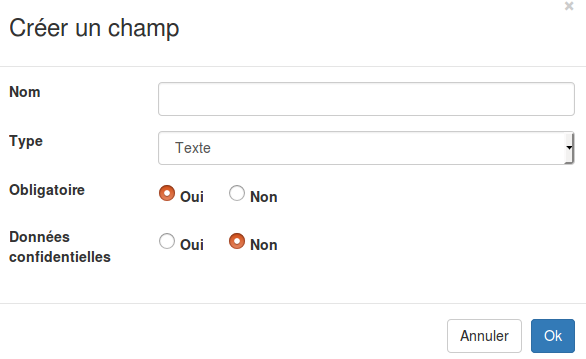 ×
Créer un champ
Nom
Type
Texte
Obligatoire
Oui Non
Données
confidentielles
Oui Non
Annuler Ok